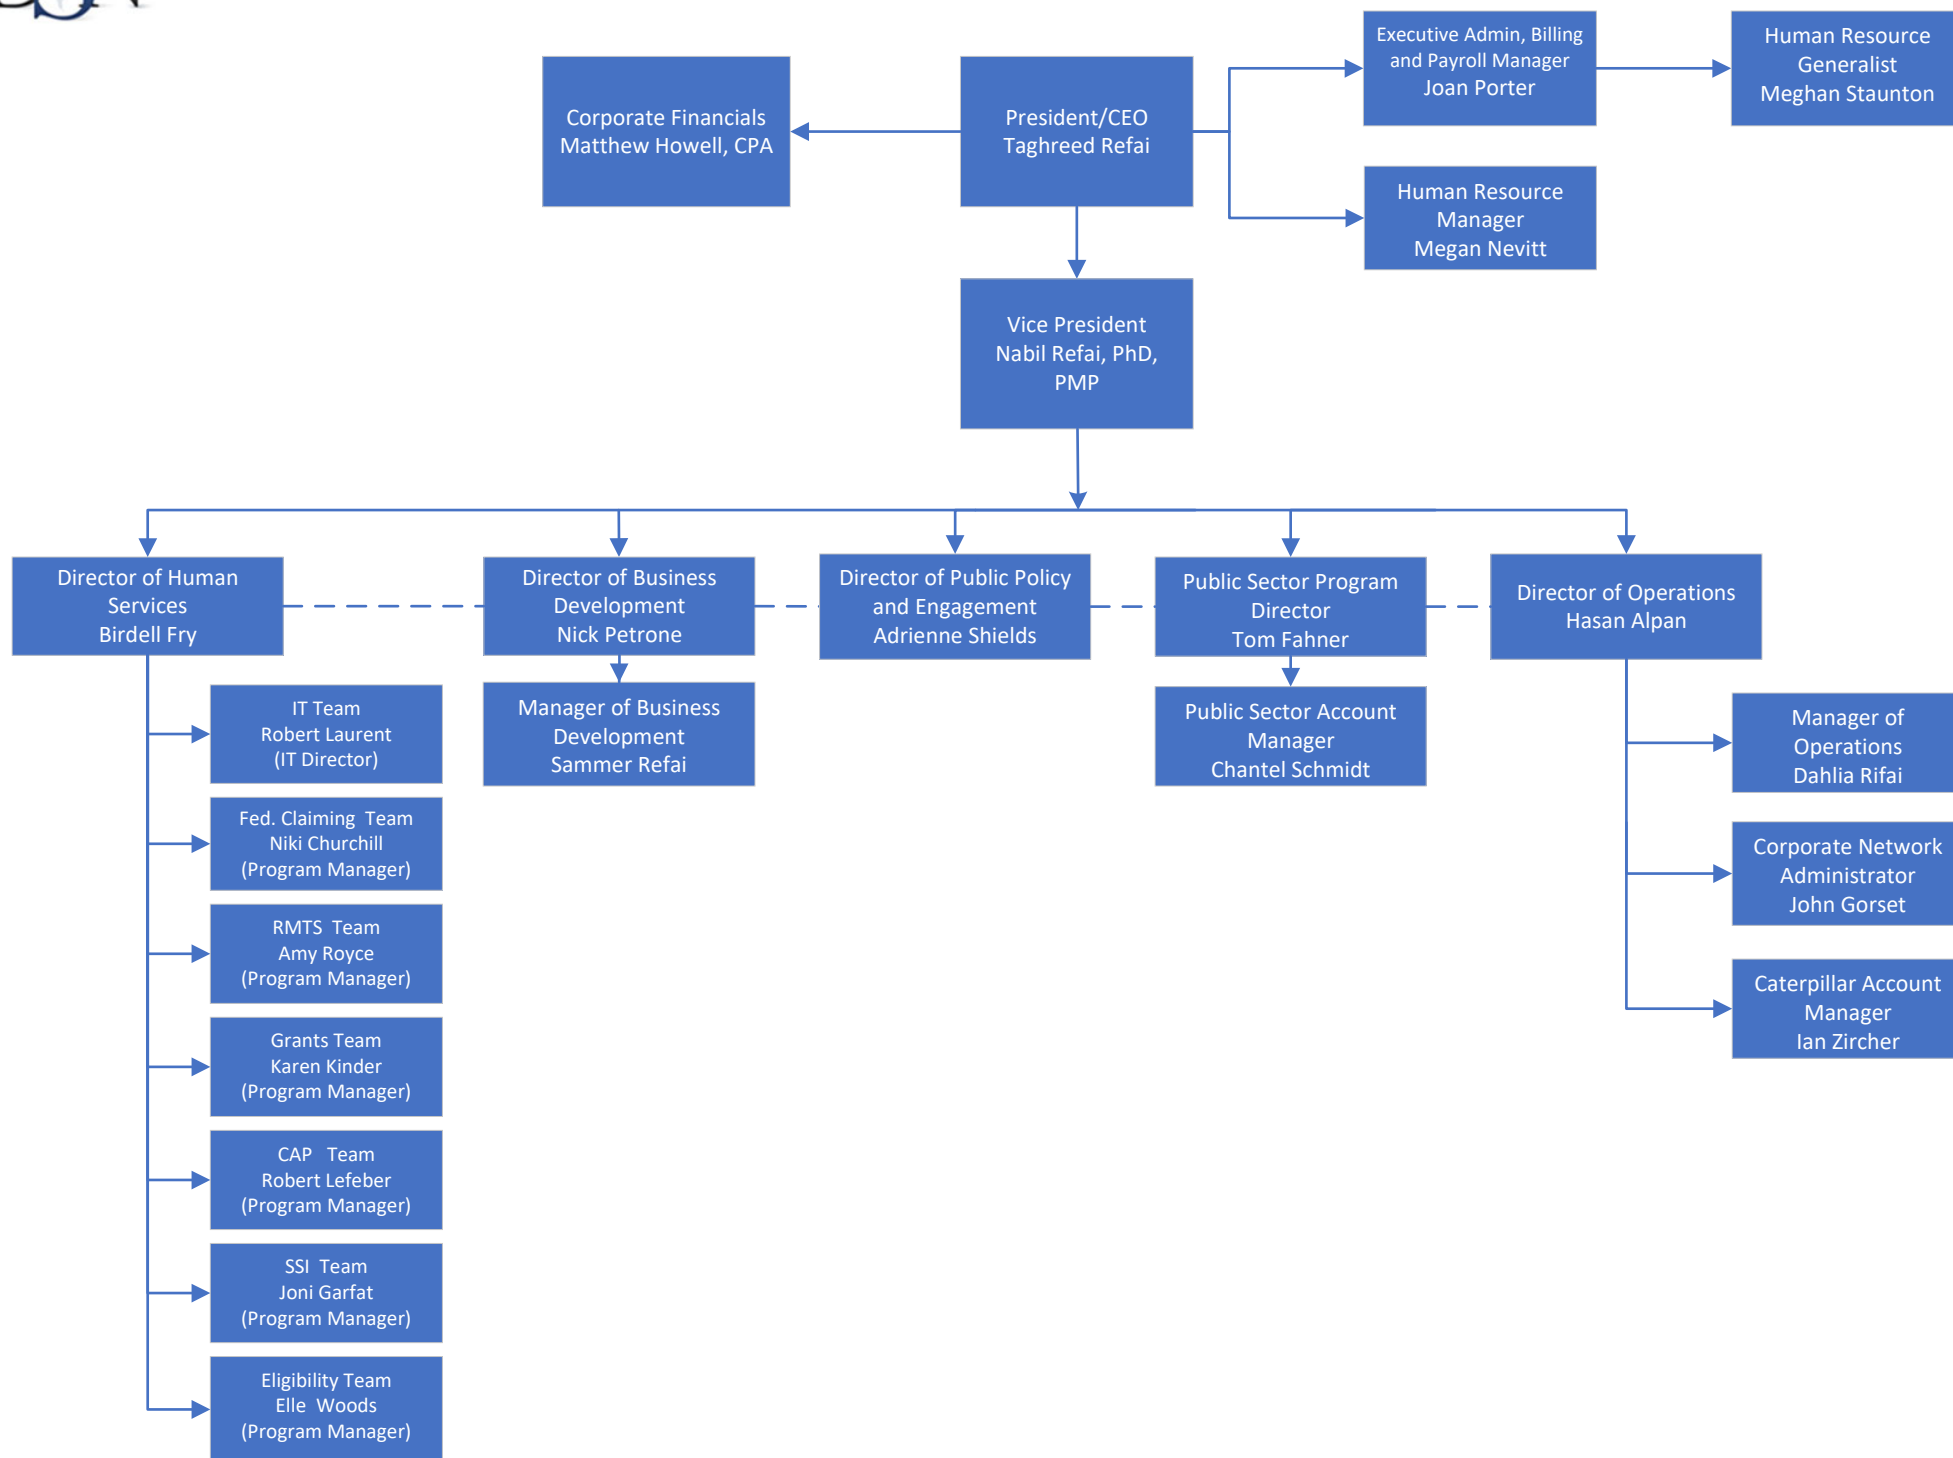 Executive Admin, Billing
and Payroll Manager
Joan Porter
Human Resource
Generalist
Meghan Staunton
Corporate Financials
Matthew Howell, CPA
President/CEO
Taghreed Refai
Human Resource
Manager
Megan Nevitt
Vice President
Nabil Refai, PhD,
PMP
Director of Human
Services
Birdell Fry
Director of Business
Development
Nick Petrone
Director of Public Policy
and Engagement
Adrienne Shields
Public Sector Program
Director
Tom Fahner
Director of Operations
Hasan Alpan
IT Team
Robert Laurent
(IT Director)
Manager of Business
Development
Sammer Refai
Public Sector Account
Manager
Chantel Schmidt
Manager of
Operations
Dahlia Rifai
Fed. Claiming  Team
Niki Churchill
(Program Manager)
Corporate Network
Administrator
John Gorset
RMTS  Team
Amy Royce
(Program Manager)
Caterpillar Account
Manager
Ian Zircher
Grants Team
Karen Kinder
(Program Manager)
CAP   Team
Robert Lefeber
(Program Manager)
SSI  Team
Joni Garfat
(Program Manager)
Eligibility Team
Elle  Woods
(Program Manager)